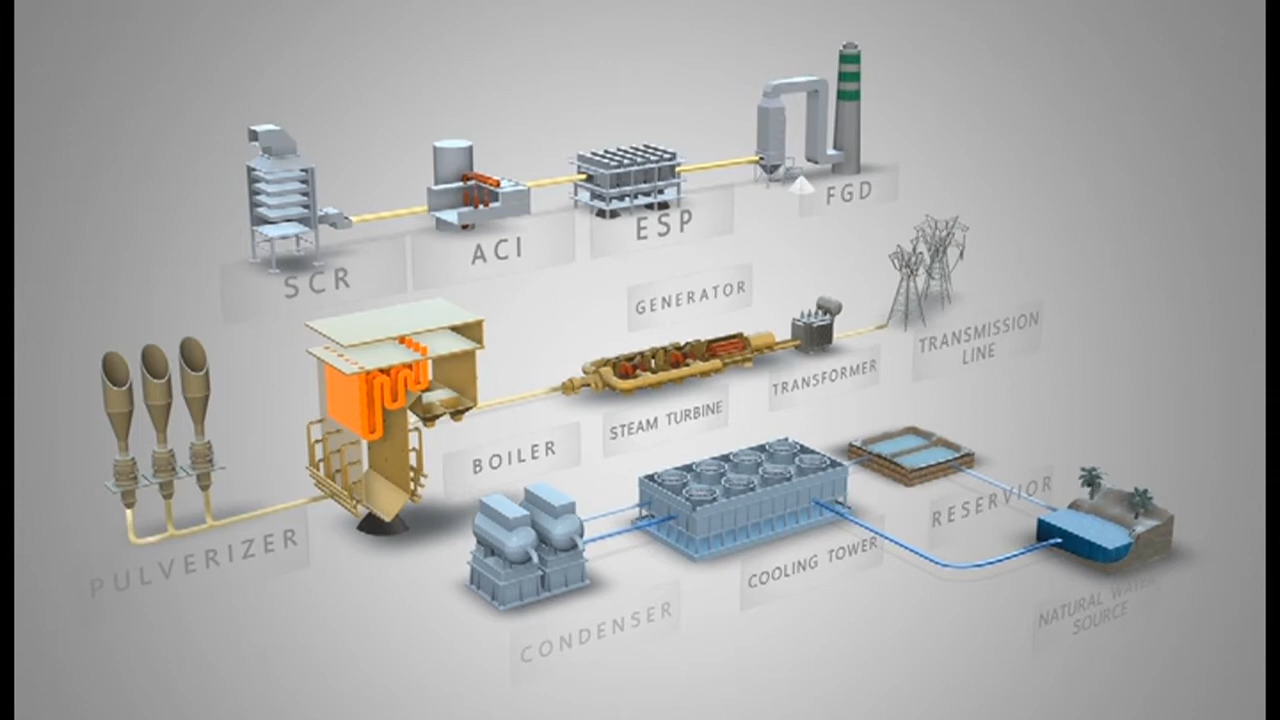 FGD
ESP
ACI
SCR
GENERATOR
TRANSMISSION
LINE
TRANSFORMER
STEAM TURBINE
BOILER
RESERVIOR
PULVERIZER
COOLING TOWER
NATURAL WATER
SOURCE
CONDENSER